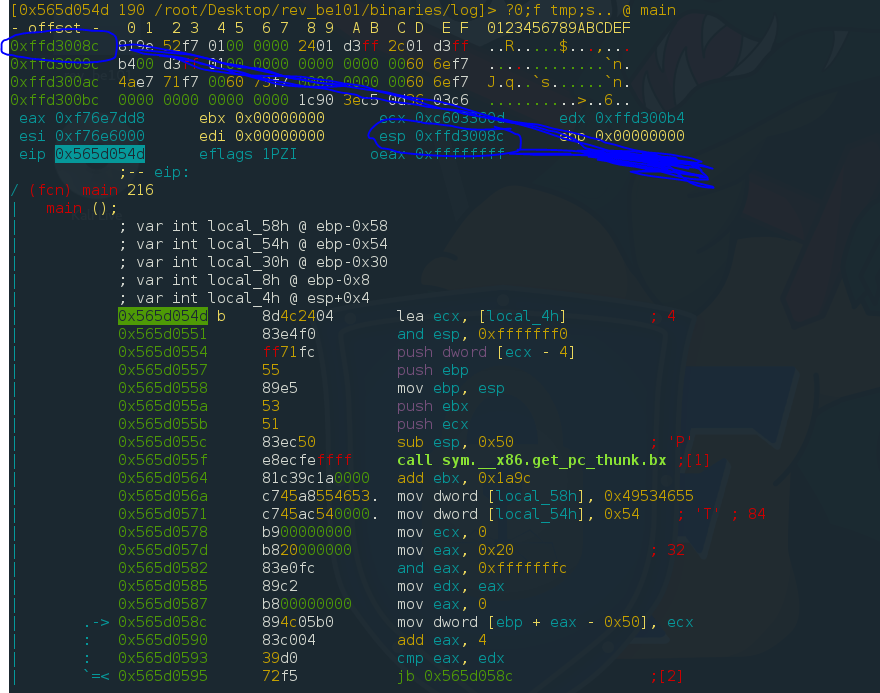 [0x565d054d 190 /root/Desktop/rev_be101/binaries/log]> ?0;f tmp;s.. @ main
- offset - 0 1 2 3 4 5 6 7 8 9 A B C D E F 0123456789ABCDEF
0xffd3008c 52f7 0100 0000 2401 d3ff 2c01 d3ff ..R.....$...,...
0xffd3009c b400 d3ff 0100 0000 0000 0000 0060 6ef7 .............`n.
0xffd300ac 4ae7 71f7 0060 0000 0000 0060 6ef7 J.q..`s......`n.
0xffd300bc 0000 0000 0000 0000 1c90 3ec5 03c6 ..........>..6..
eax 0xf76e7dd8 ebx 0x00000000 edx 0xffd300b4
esi 0xf76e6000 edi 0x00000000 esp 0xffd3008c ebp 0x00000000
eip 0x565d054d eflags 1PZI oeax 0xffffffff
;-- eip:
/ (fcn) main 216
| main ();
| ; var int local_58h @ ebp-0x58
| ; var int local_54h @ ebp-0x54
| ; var int local_30h @ ebp-0x30
| ; var int local_8h @ ebp-0x8
| ; var int local_4h @ esp+0x4
| 0x565d054d b 8d4c2404 lea ecx, [local_4h] ; 4
| 0x565d0551 83e4f0 and esp, 0xfffffff0
| 0x565d0554 ff71fc push dword [ecx - 4]
| 0x565d0557 55 push ebp
| 0x565d0558 89e5 mov ebp, esp
| 0x565d055a 53 push ebx
| 0x565d055b 51 push ecx
| 0x565d055c 83ec50 sub esp, 0x50 ; 'P'
| 0x565d055f e8ecfeffff call sym.__x86.get_pc_thunk.bx ;[1]
| 0x565d0564 81c39c1a0000 add ebx, 0x1a9c
| 0x565d056a c745a8554653. mov dword [local_58h], 0x49534655
| 0x565d0571 c745ac540000. mov dword [local_54h], 0x54 ; 'T' ; 84
| 0x565d0578 b900000000 mov ecx, 0
| 0x565d057d b820000000 mov eax, 0x20 ; 32
| 0x565d0582 83e0fc and eax, 0xfffffffc
| 0x565d0585 89c2 mov edx, eax
| 0x565d0587 b800000000 mov eax, 0
| .-> 0x565d058c 894c05b0 mov dword [ebp + eax - 0x50], ecx
| : 0x565d0590 83c004 add eax, 4
| : 0x565d0593 39d0 cmp eax, edx
| `=< 0x565d0595 72f5 jb 0x565d058c ;[2]